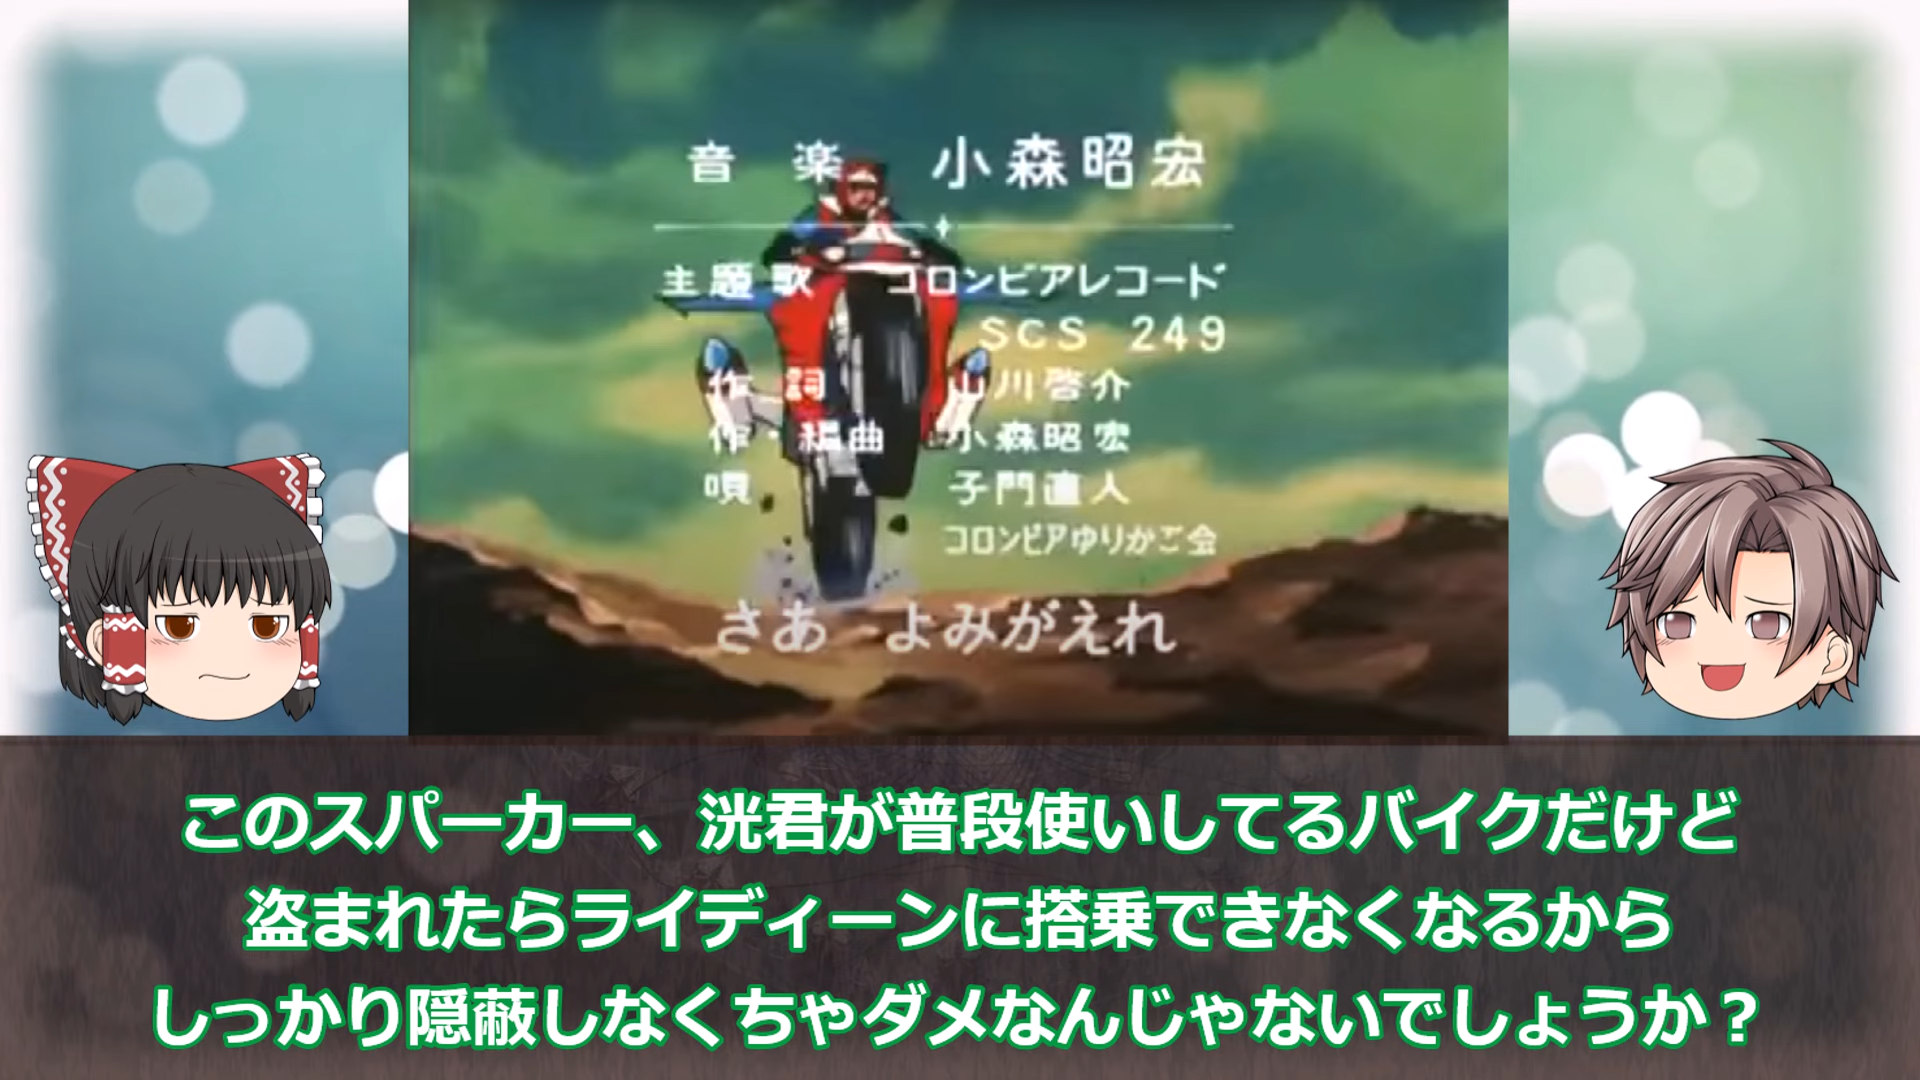 音楽 小森昭宏
主題歌 コロンビアレコード
SCS 249
作詞 山川啓介
作・編曲 小森昭宏
唄 子門直人
コロンビアゆりかご会
さあ よみがえれ
このスパーカー、洸君が普段使いしてるバイクだけど
盗まれたらライディーンに搭乗できなくなるから
しっかり隠蔽しなくちゃダメなんじゃないでしょうか？